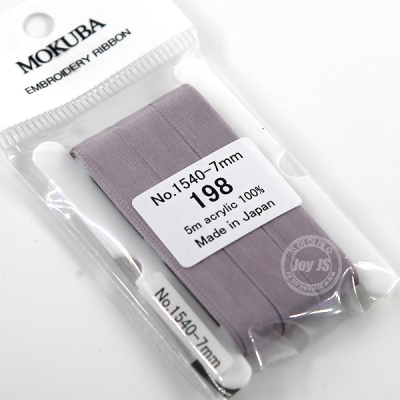 MOKUBA
EMBROIDERY RIBBON
No.1540-7mm
198
5m acrylic 100%
Made in Japan
No.1540-7mm
Joy JS